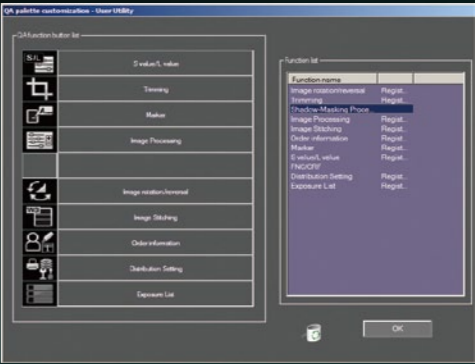 QA palette customization - User Utility
QA function button list
S/L
S value/L value
Trimming
Marker
Image Processing
Image rotation/reversal
Image Stitching
Order information
Distribution Setting
Exposure List
Function list
Function name
Image rotation/reversal Regist..
Trimming Regist..
Shadow-Masking Proce...
Image Processing Regist..
Image Stitching Regist..
Order information Regist..
Marker Regist..
S value/L value Regist..
FNC/CRF
Distribution Setting Regist..
Exposure List Regist..
OK